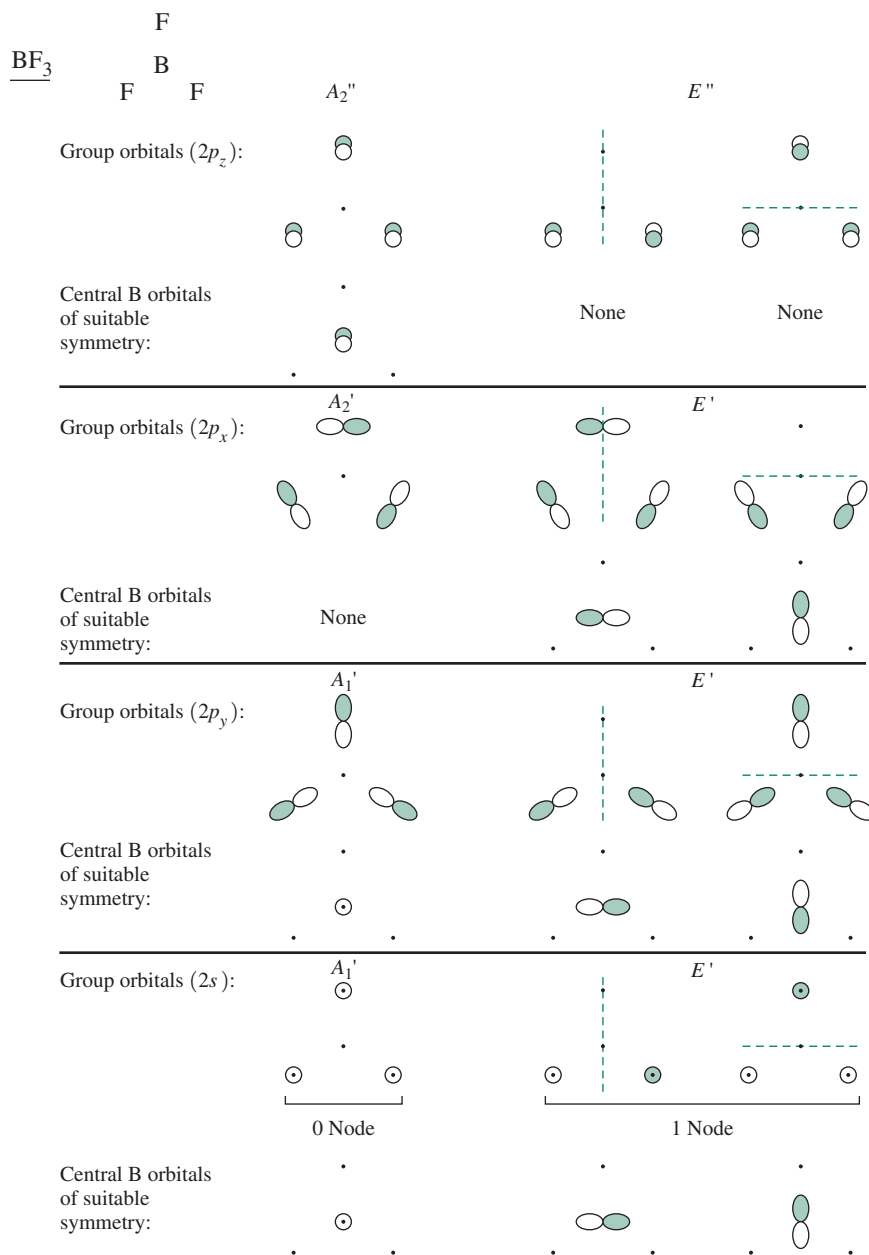 F
BF3
B
F F
A2" E"
Group orbitals (2pz):
Central B orbitals
of suitable
symmetry:
None None
A2' E'
Group orbitals (2px):
Central B orbitals
of suitable
symmetry:
None
A1' E'
Group orbitals (2py):
Central B orbitals
of suitable
symmetry:
A1' E'
Group orbitals (2s):
0 Node 1 Node
Central B orbitals
of suitable
symmetry: